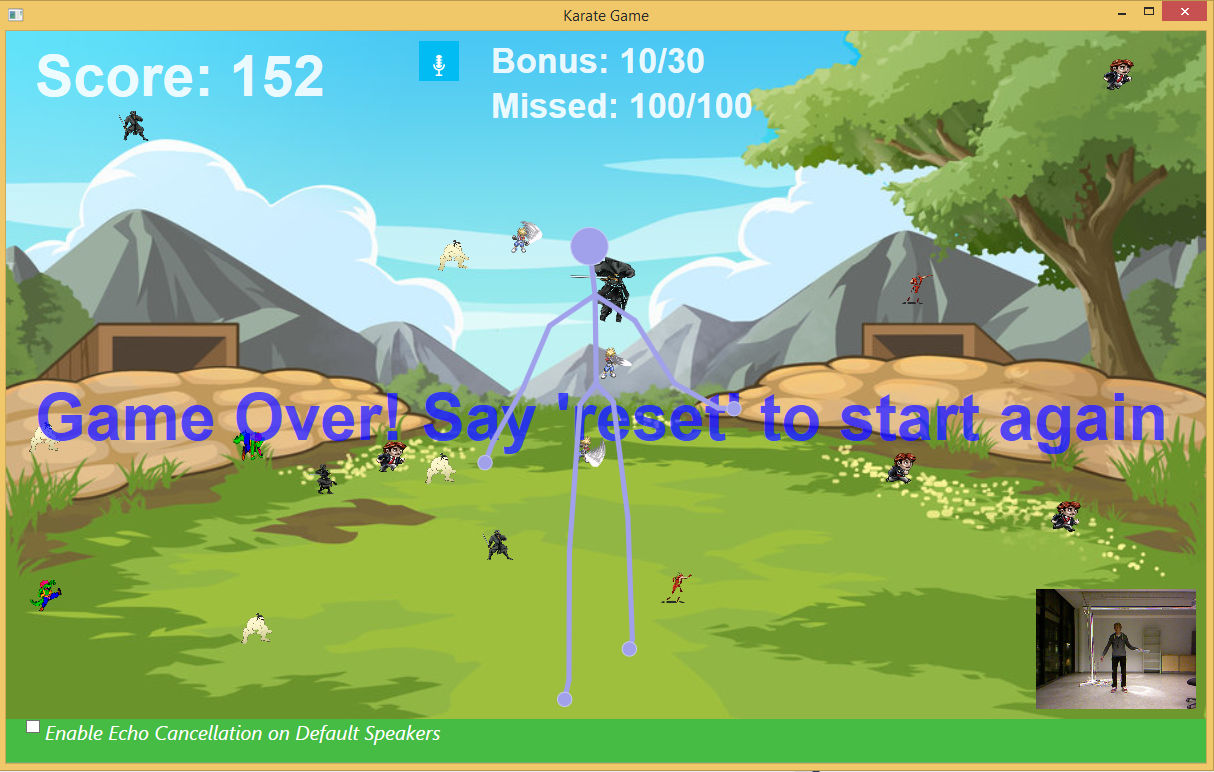 Karate Game
Score: 152
Bonus: 10/30
Missed: 100/100
Game Over! Say 'reset' to start again
Enable Echo Cancellation on Default Speakers